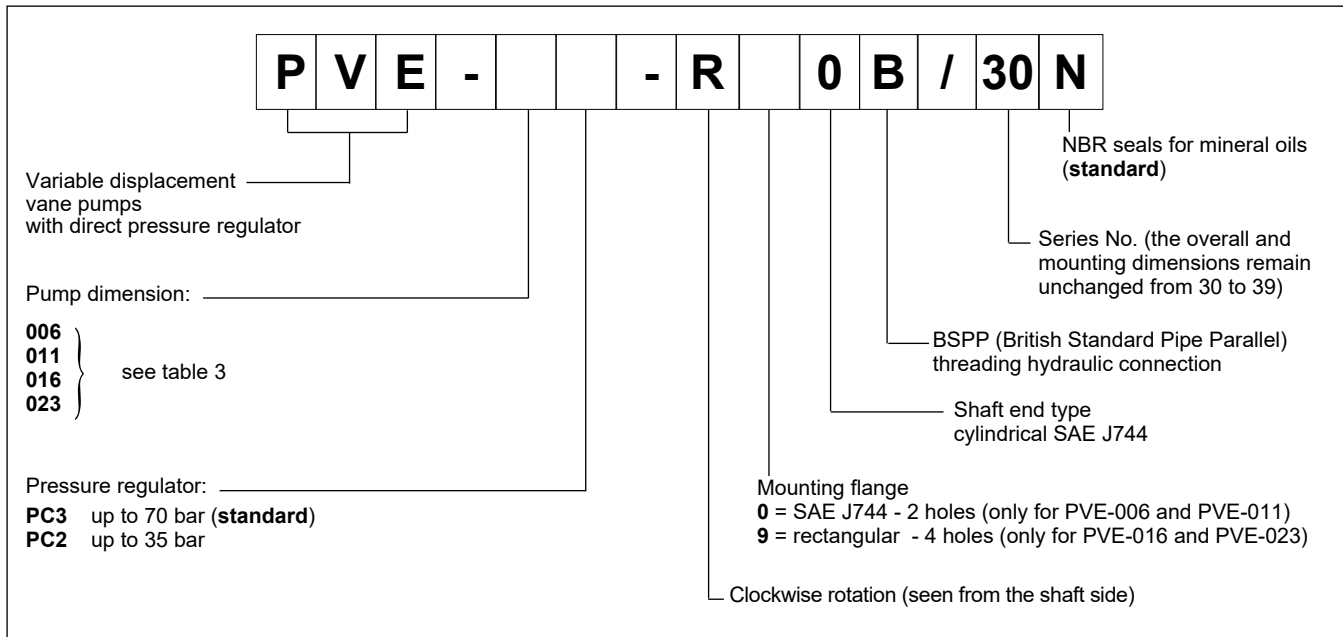 P V E - - R 0 B / 30 N
NBR seals for mineral oils
(standard)
Variable displacement
vane pumps
with direct pressure regulator
Series No. (the overall and
mounting dimensions remain
unchanged from 30 to 39)
Pump dimension:
006
011
016
023
see table 3
BSPP (British Standard Pipe Parallel)
threading hydraulic connection
Shaft end type
cylindrical SAE J744
Pressure regulator:
PC3 up to 70 bar (standard)
PC2 up to 35 bar
Mounting flange
0 = SAE J744 - 2 holes (only for PVE-006 and PVE-011)
9 = rectangular - 4 holes (only for PVE-016 and PVE-023)
Clockwise rotation (seen from the shaft side)